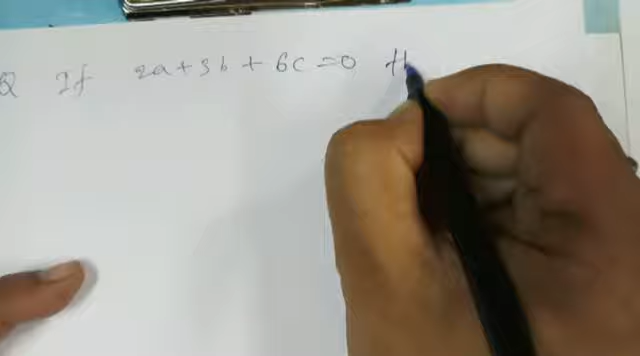 Q If 2a + 3b + 6c = 0